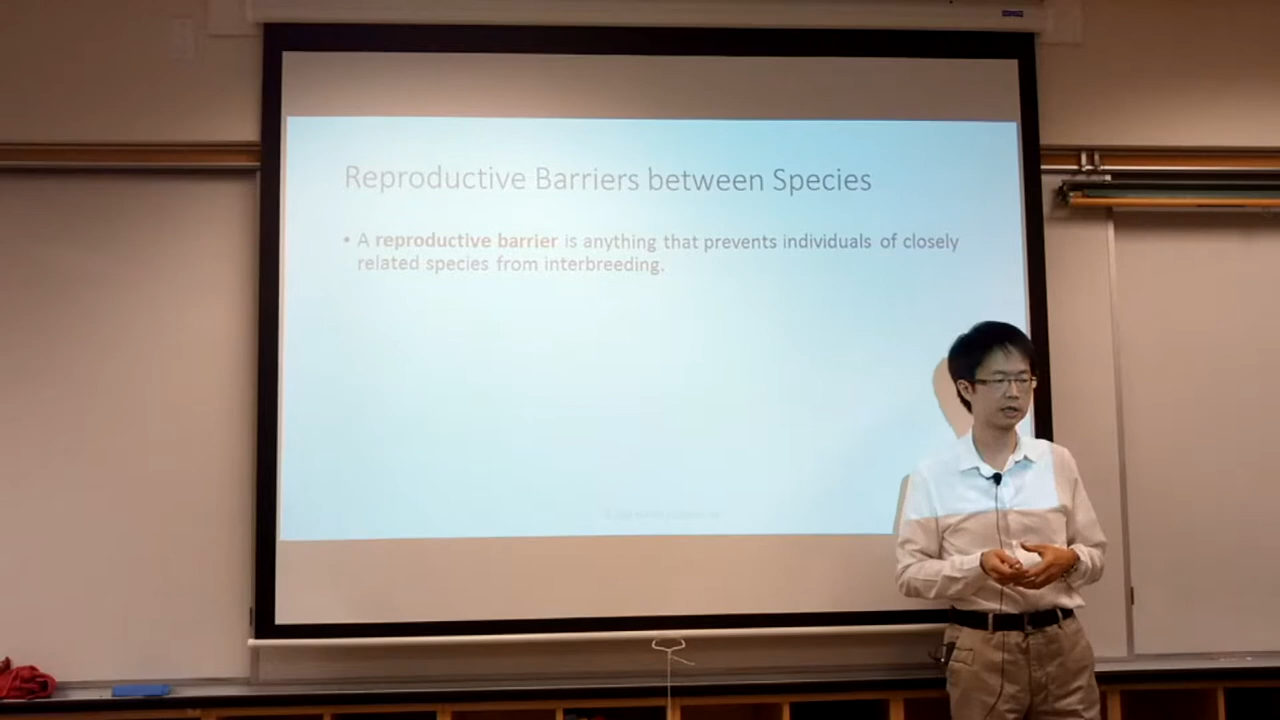 Reproductive Barriers between Species
• A reproductive barrier is anything that prevents individuals of closely
related species from interbreeding.